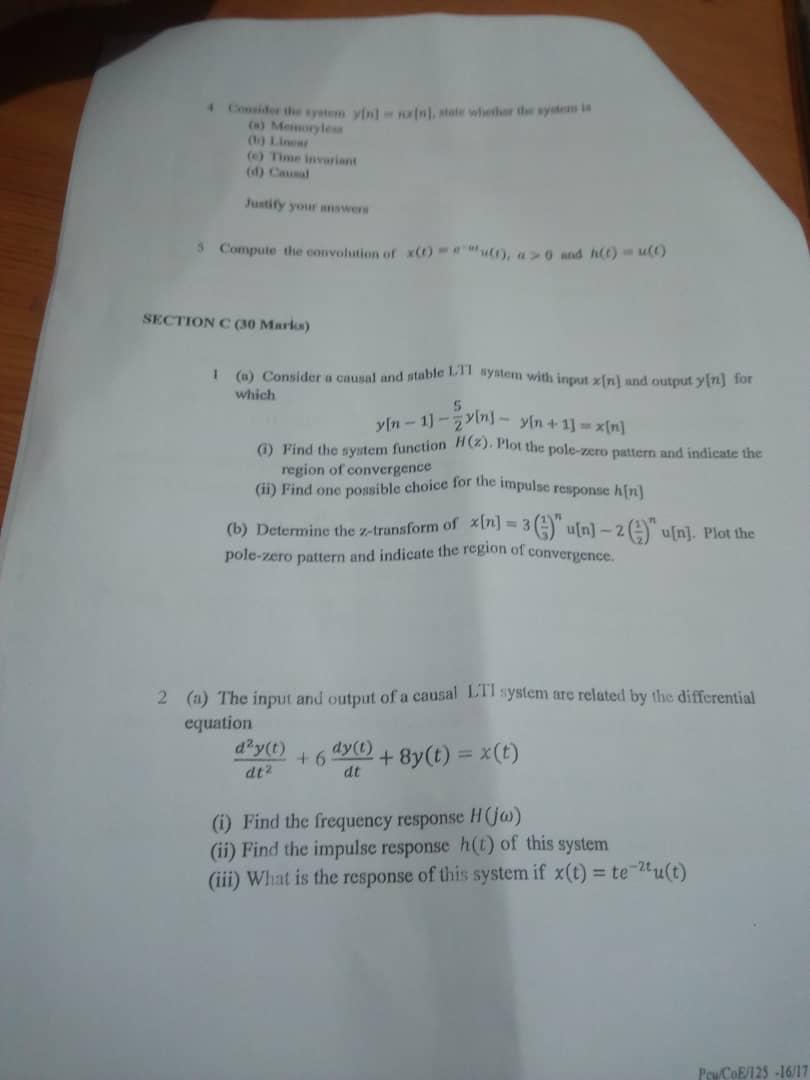 4 Consider the system y[n] = nx[n], state whether the system is
(a) Memoryless
(b) Linear
(c) Time invariant
(d) Causal
Justify your answers
5 Compute the convolution of x(t) = e^{-at}u(t), a > 0 and h(t) = u(t)
SECTION C (30 Marks)
1 (a) Consider a causal and stable LTI system with input x[n] and output y[n] for
which
y[n − 1] − \frac{5}{2}y[n] − y[n + 1] = x[n]
(i) Find the system function H(z). Plot the pole-zero pattern and indicate the
region of convergence
(ii) Find one possible choice for the impulse response h[n]
(b) Determine the z-transform of x[n] = 3(\frac{1}{3})^n u[n] − 2(\frac{1}{2})^n u[n]. Plot the
pole-zero pattern and indicate the region of convergence.
2 (a) The input and output of a causal LTI system are related by the differential
equation
\frac{d²y(t)}{dt²} + 6 \frac{dy(t)}{dt} + 8y(t) = x(t)
(i) Find the frequency response H(jω)
(ii) Find the impulse response h(t) of this system
(iii) What is the response of this system if x(t) = te^{-2t}u(t)
Pcu/CoE/125 -16/17